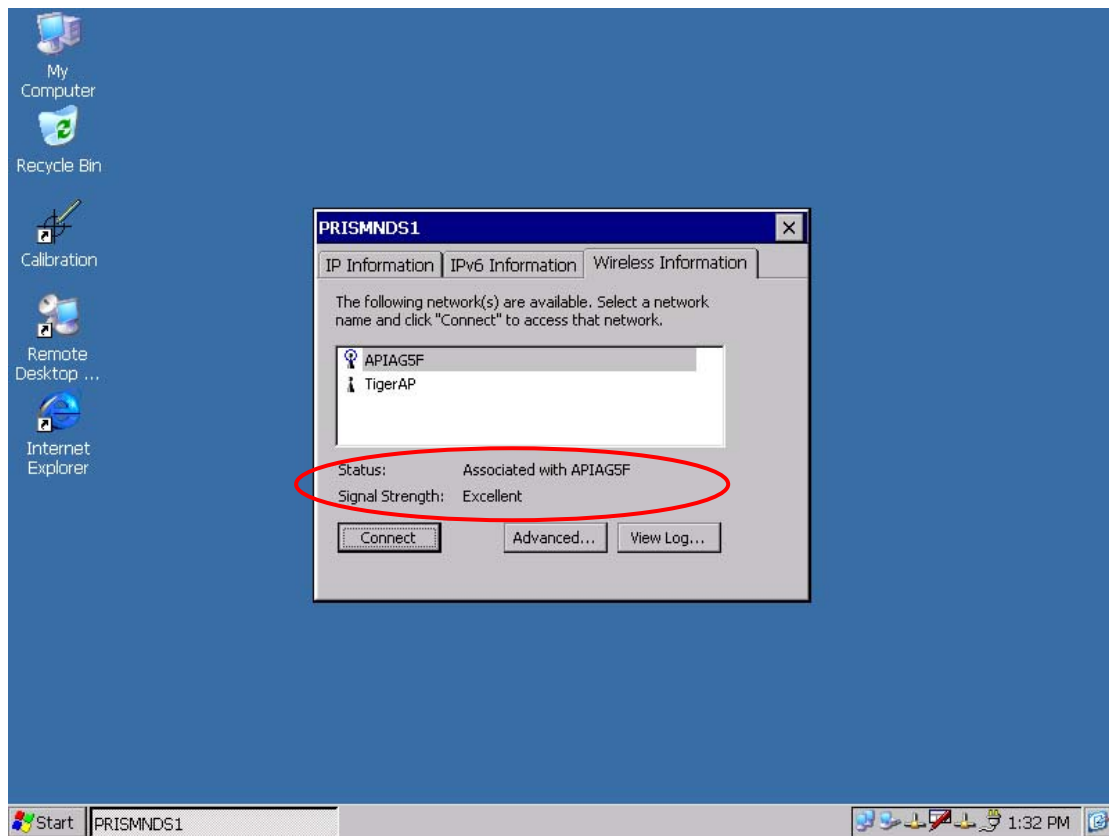 My
Computer
Recycle Bin
Calibration
Remote
Desktop ...
Internet
Explorer
PRISMNDS1
IP Information
IPv6 Information
Wireless Information
The following network(s) are available. Select a network
name and click "Connect" to access that network.
APIAG5F
TigerAP
Status: Associated with APIAG5F
Signal Strength: Excellent
Connect
Advanced...
View Log...
Start
PRISMNDS1
1:32 PM